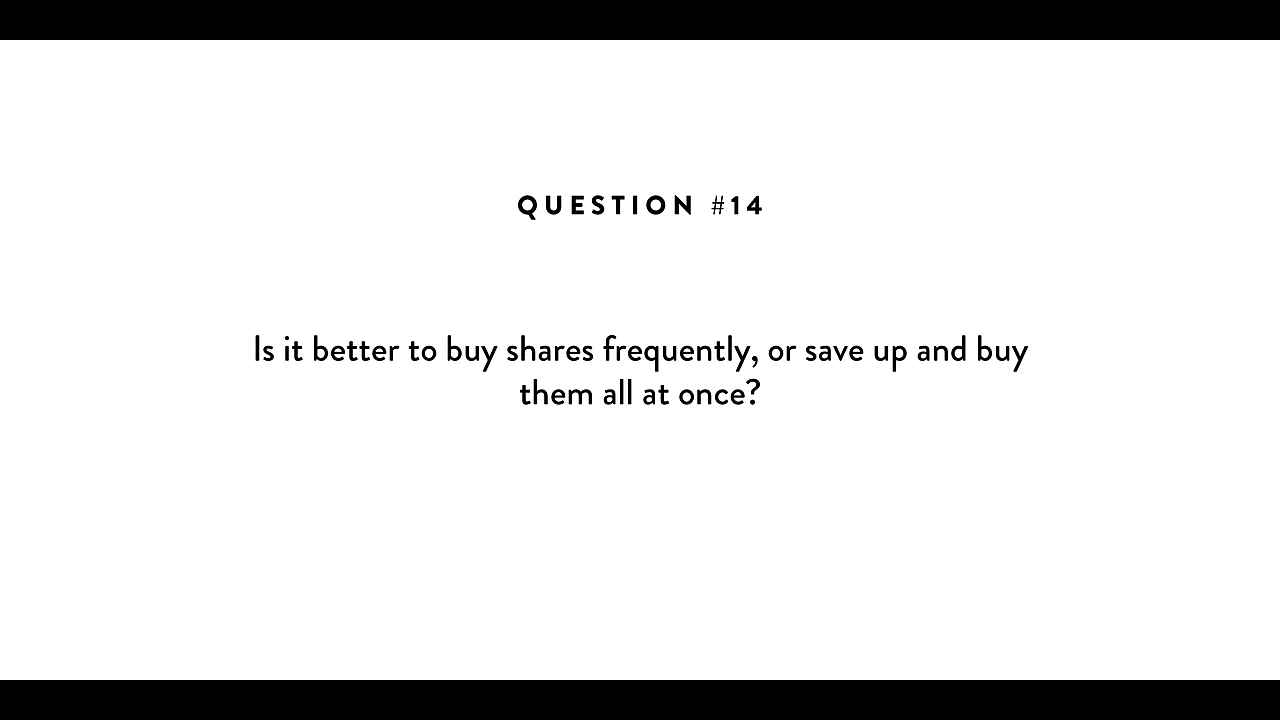 QUESTION #14
Is it better to buy shares frequently, or save up and buy
them all at once?